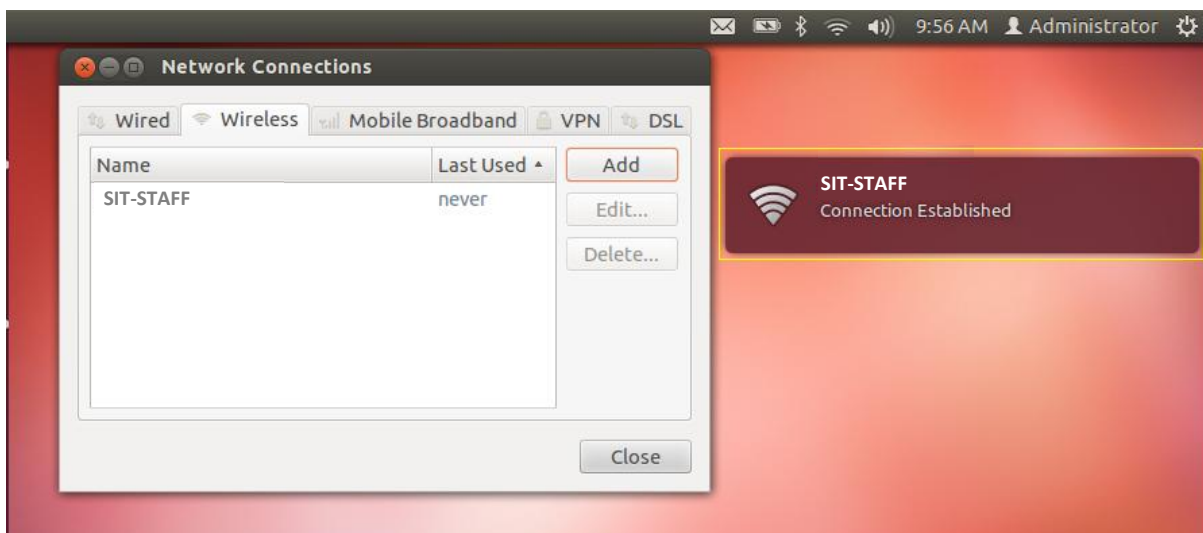 9:56 AM Administrator
Network Connections
Wired Wireless Mobile Broadband VPN DSL
Name Last Used Add
SIT-STAFF never Edit...
Delete...
Close
SIT-STAFF
Connection Established